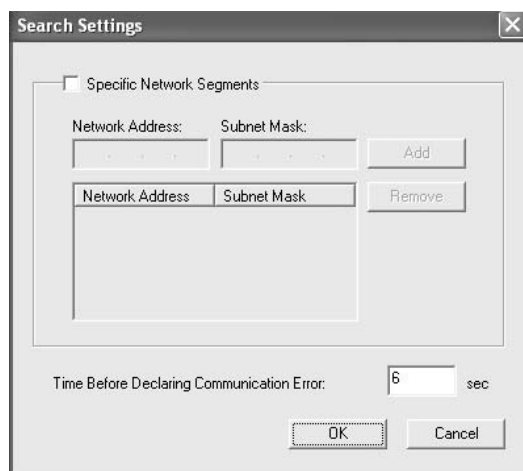 Search Settings
Specific Network Segments
Network Address: Subnet Mask:
Add
Network Address Subnet Mask
Remove
Time Before Declaring Communication Error: 6 sec
OK Cancel